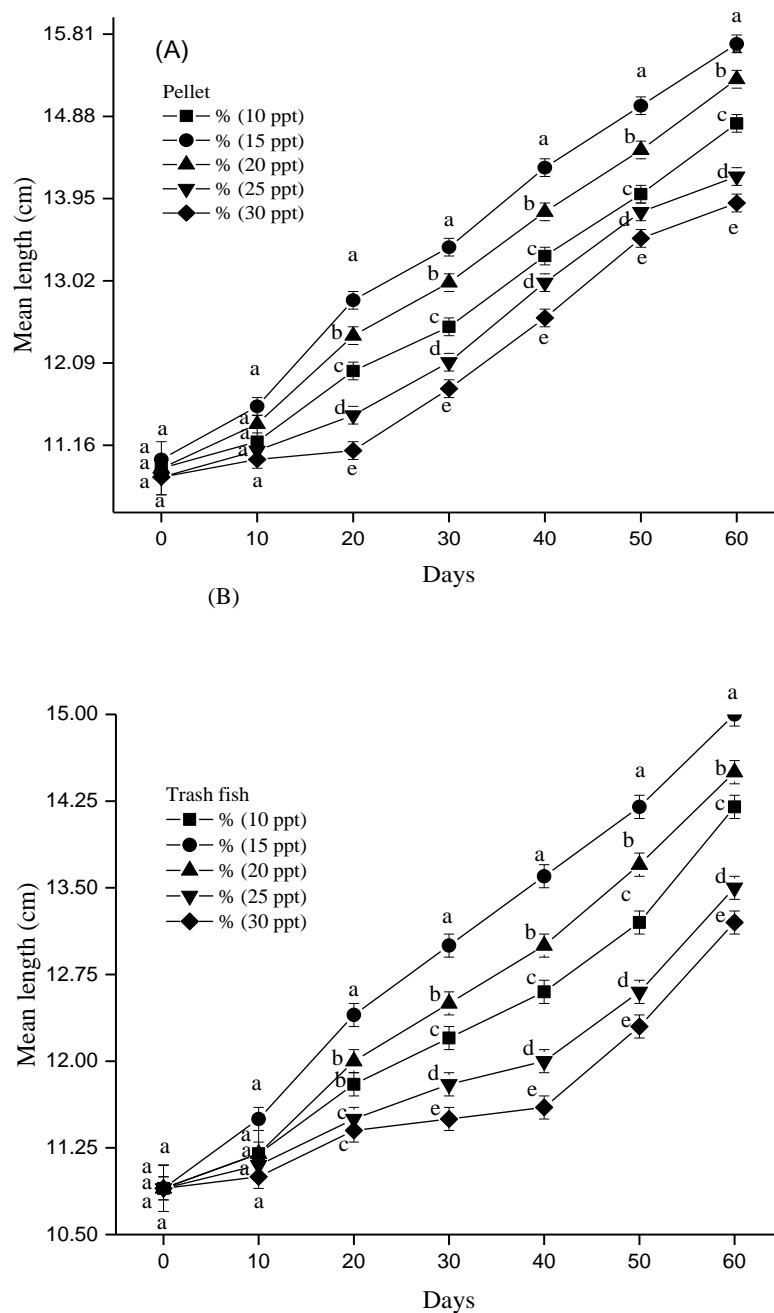 (A)
Pellet
% (10 ppt)
% (15 ppt)
% (20 ppt)
% (25 ppt)
% (30 ppt)
Mean length (cm)
15.81
14.88
13.95
13.02
12.09
11.16
a
a
a
a
a
a
a
a
a
a
a
b
c
d
e
a
b
c
d
e
a
b
c
d
e
a
b
c
d
e
a
b
c
d
e
0 10 20 30 40 50 60
Days
(B)
Trash fish
% (10 ppt)
% (15 ppt)
% (20 ppt)
% (25 ppt)
% (30 ppt)
Mean length (cm)
15.00
14.25
13.50
12.75
12.00
11.25
10.50
a
a
a
a
a
a
a
a
a
a
a
b
b
c
c
a
b
c
d
e
a
b
c
d
e
a
b
c
d
e
a
b
c
d
e
0 10 20 30 40 50 60
Days